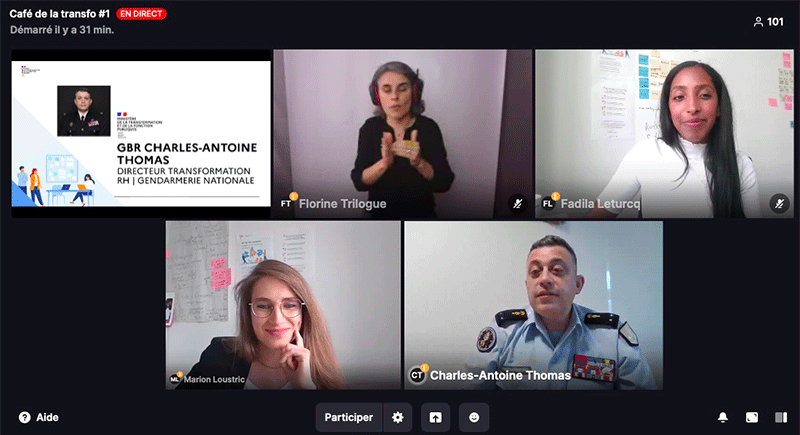 Café de la transfo #1 EN DIRECT
Démarré il y a 31 min.
101
MINISTÈRE
DE LA TRANSFORMATION
ET DE LA FONCTION
PUBLIQUES
GBR CHARLES-ANTOINE
THOMAS
DIRECTEUR TRANSFORMATION
RH | GENDARMERIE NATIONALE
FT Florine Trilogue
FL Fadila Leturcq
ML Marion Loustric
CT Charles-Antoine Thomas
Aide
Participer